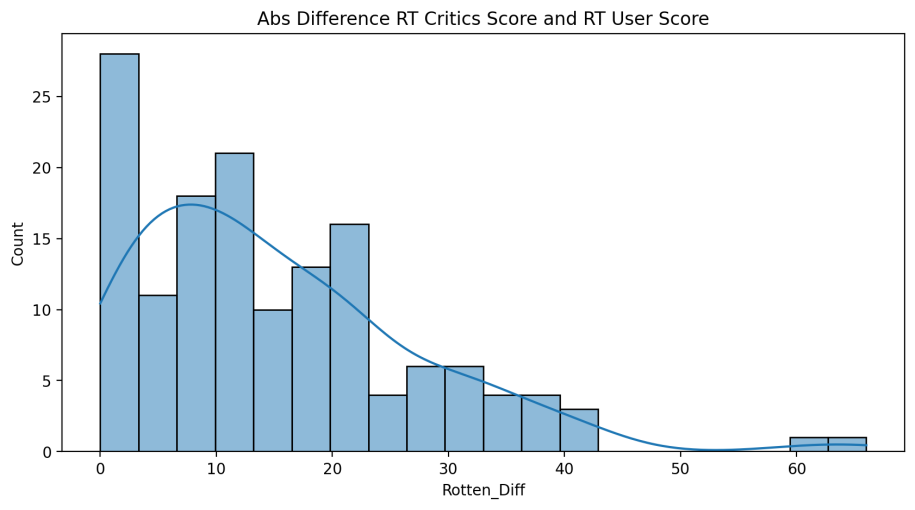 Abs Difference RT Critics Score and RT User Score
Count
25
20
15
10
5
0
0 10 20 30 40 50 60
Rotten_Diff